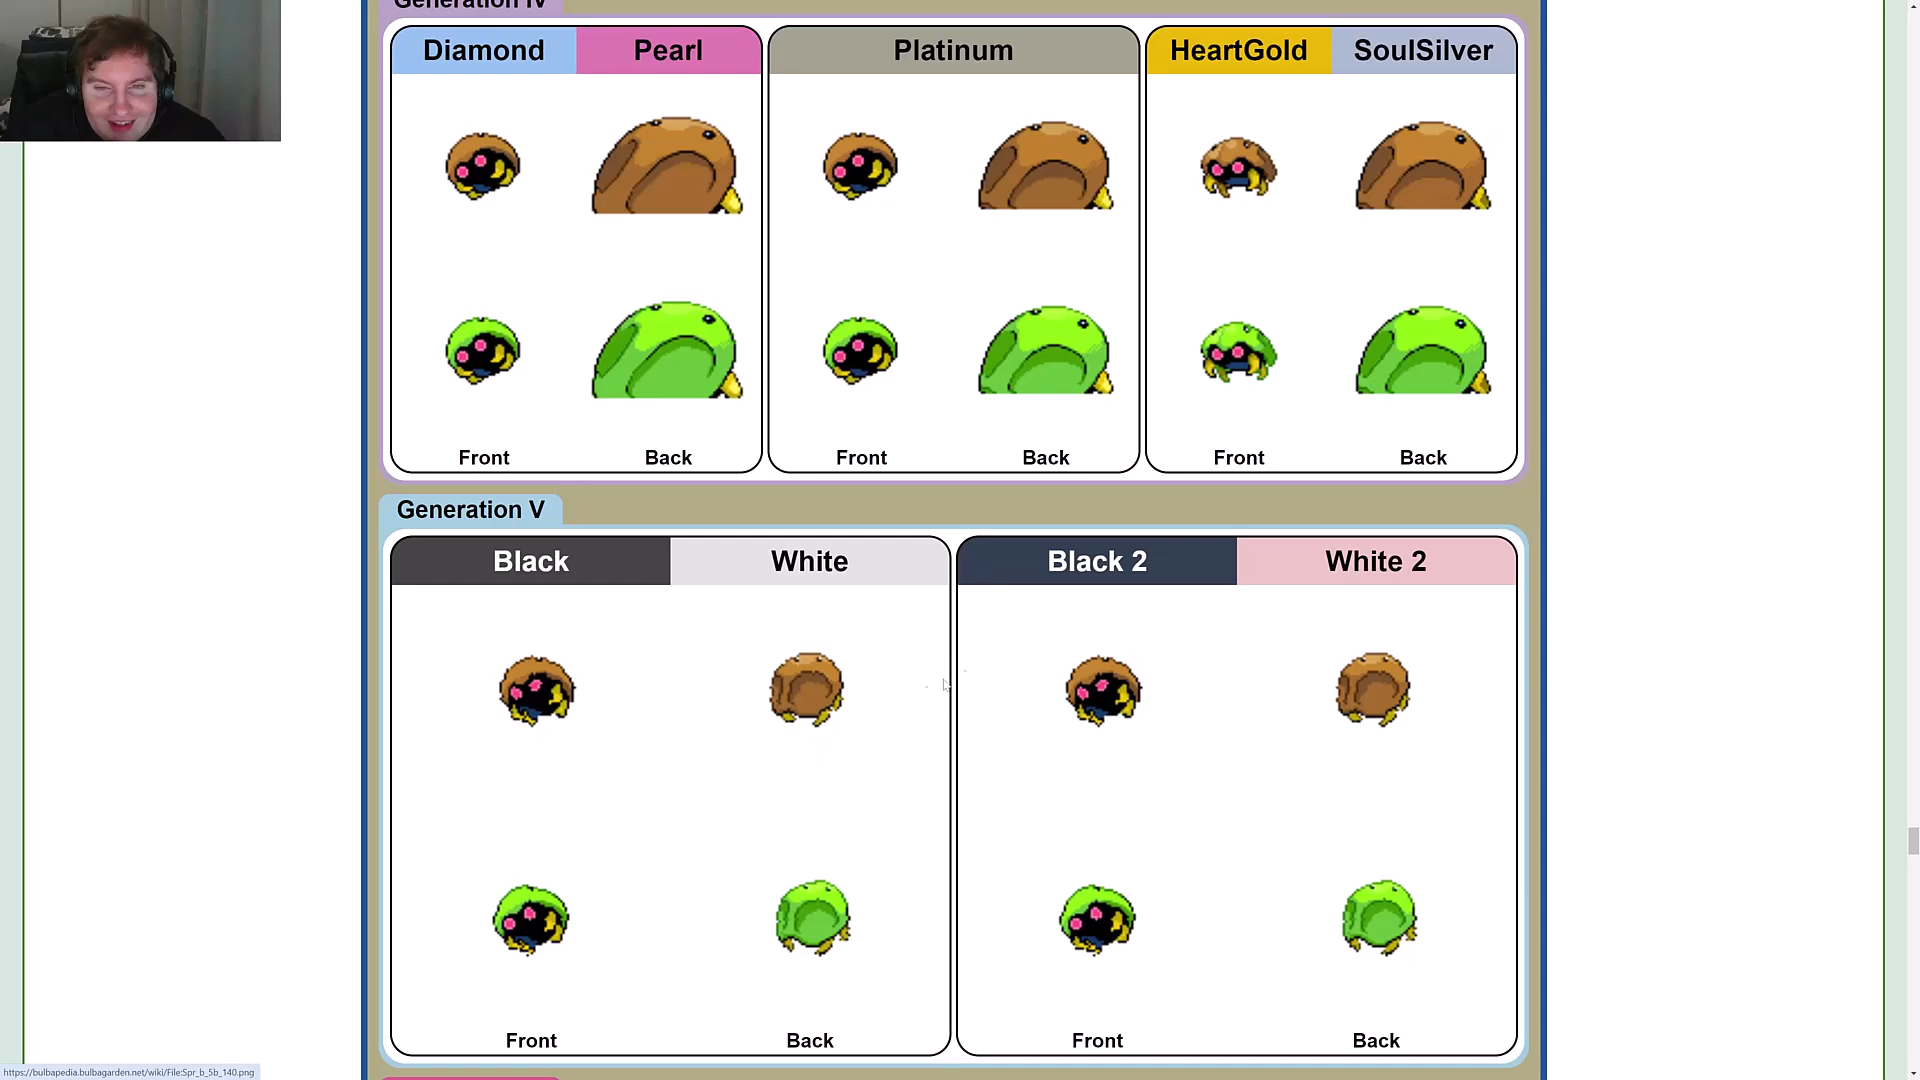 Generation IV
Diamond Pearl Platinum HeartGold SoulSilver
Front Back Front Back Front Back
Generation V
Black White Black 2 White 2
Front Back Front Back
https://bulbapedia.bulbagarden.net/wiki/File:Spr_b_5b_140.png